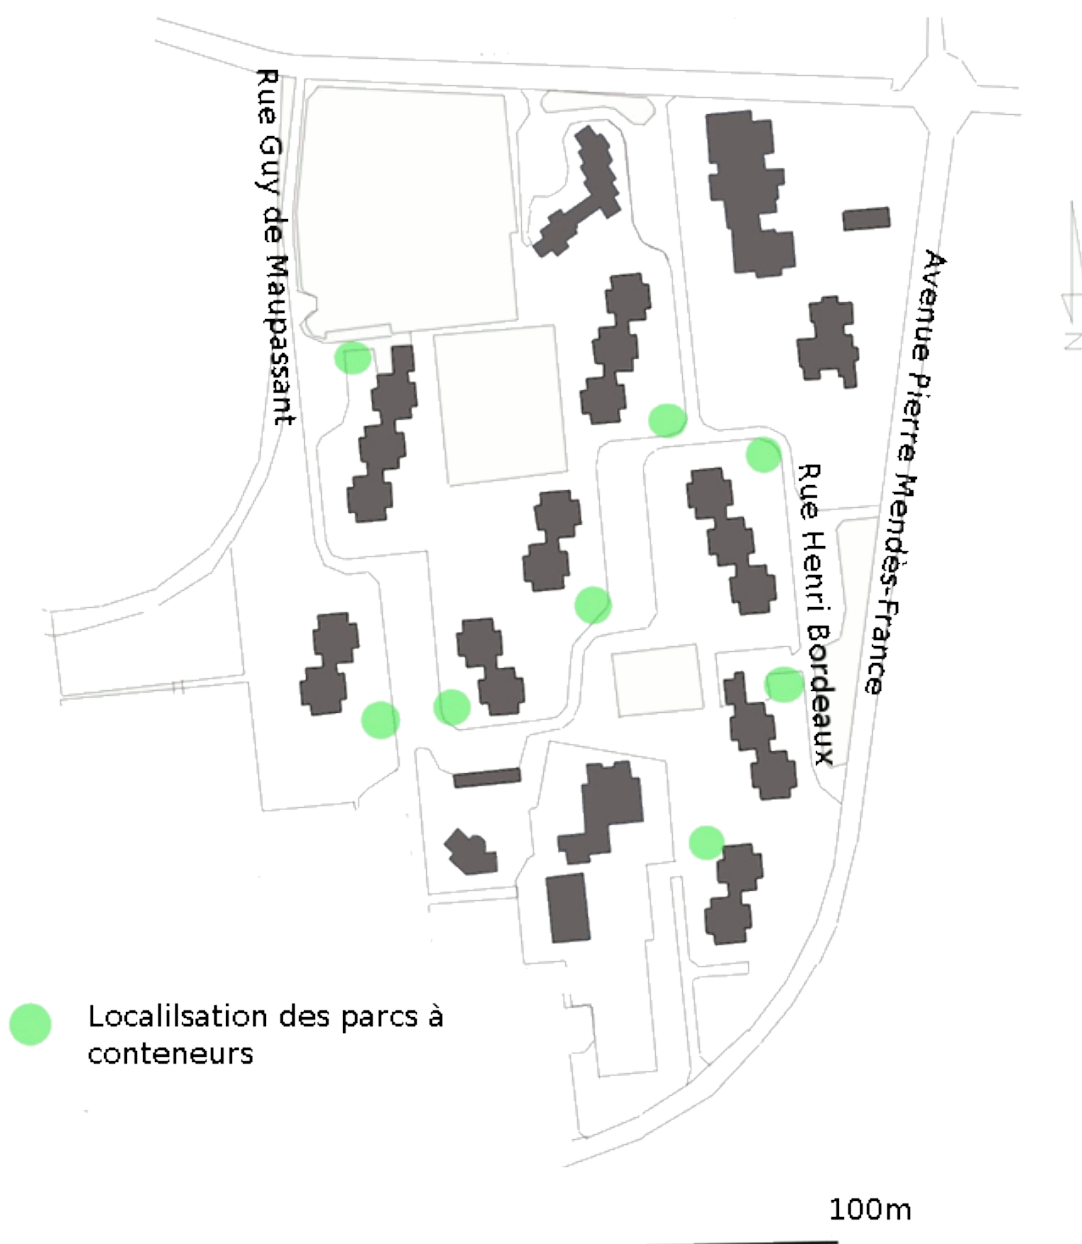 Rue Guy de Maupassant
Avenue Pierre Mendès-France
Rue Henri Bordeaux
Localilsation des parcs à
conteneurs
100m
N